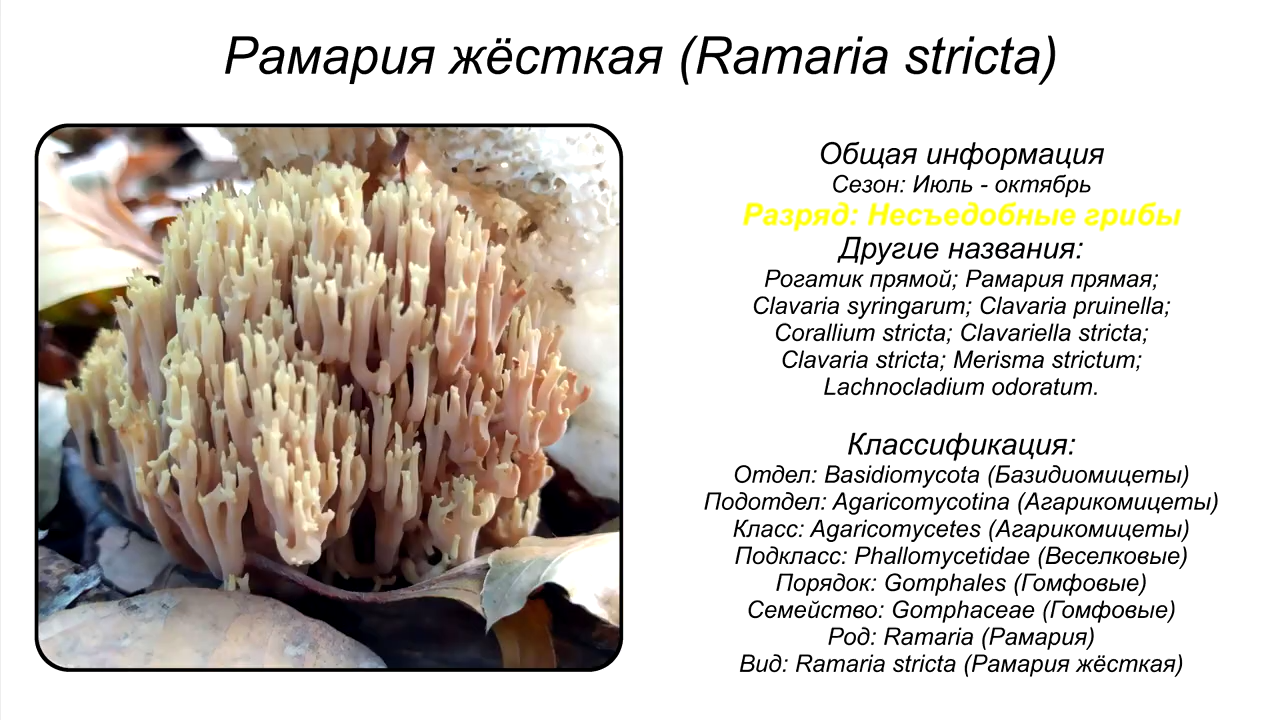 Рамария жёсткая (Ramaria stricta)
Общая информация
Сезон: Июль - октябрь
Разряд: Несъедобные грибы
Другие названия:
Рогатик прямой; Рамария прямая;
Clavaria syringarum; Clavaria pruinella;
Corallium stricta; Clavariella stricta;
Clavaria stricta; Merisma strictum;
Lachnocladium odoratum.
Классификация:
Отдел: Basidiomycota (Базидиомицеты)
Подотдел: Agaricomycotina (Агарикомицеты)
Класс: Agaricomycetes (Агарикомицеты)
Подкласс: Phallomycetidae (Веселковые)
Порядок: Gomphales (Гомфовые)
Семейство: Gomphaceae (Гомфовые)
Род: Ramaria (Рамария)
Вид: Ramaria stricta (Рамария жёсткая)